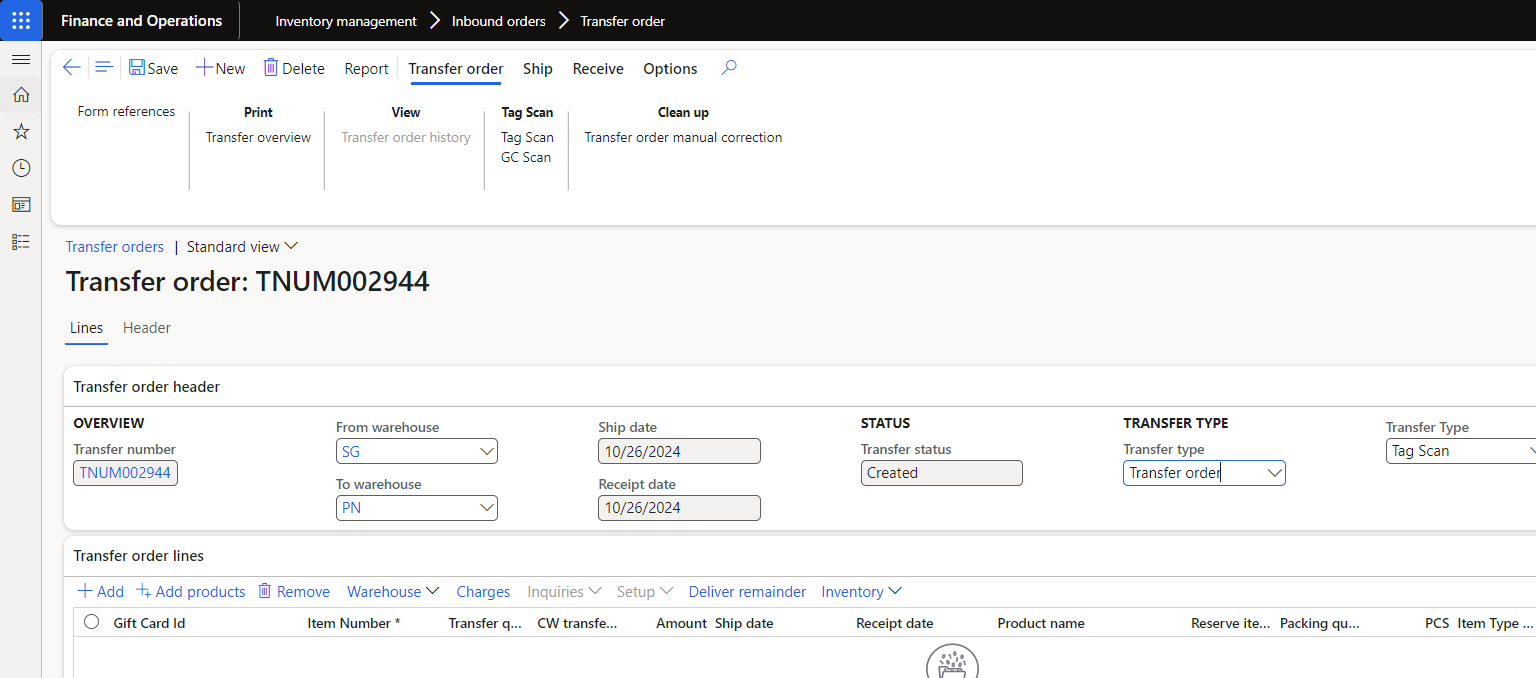 Finance and Operations Inventory management Inbound orders Transfer order
Save New Delete Report Transfer order Ship Receive Options
Form references Print View Tag Scan Clean up
Transfer overview Transfer order history Tag Scan Transfer order manual correction
GC Scan
Transfer orders | Standard view
Transfer order: TNUM002944
Lines Header
Transfer order header
OVERVIEW
Transfer number
TNUM002944
From warehouse
SG
To warehouse
PN
Ship date
10/26/2024
Receipt date
10/26/2024
STATUS
Transfer status
Created
TRANSFER TYPE
Transfer type
Transfer order
Transfer Type
Tag Scan
Transfer order lines
Add Add products Remove Warehouse Charges Inquiries Setup Deliver remainder Inventory
Gift Card Id Item Number * Transfer q... CW transfe... Amount Ship date Receipt date Product name Reserve ite... Packing qu... PCS Item Type ...